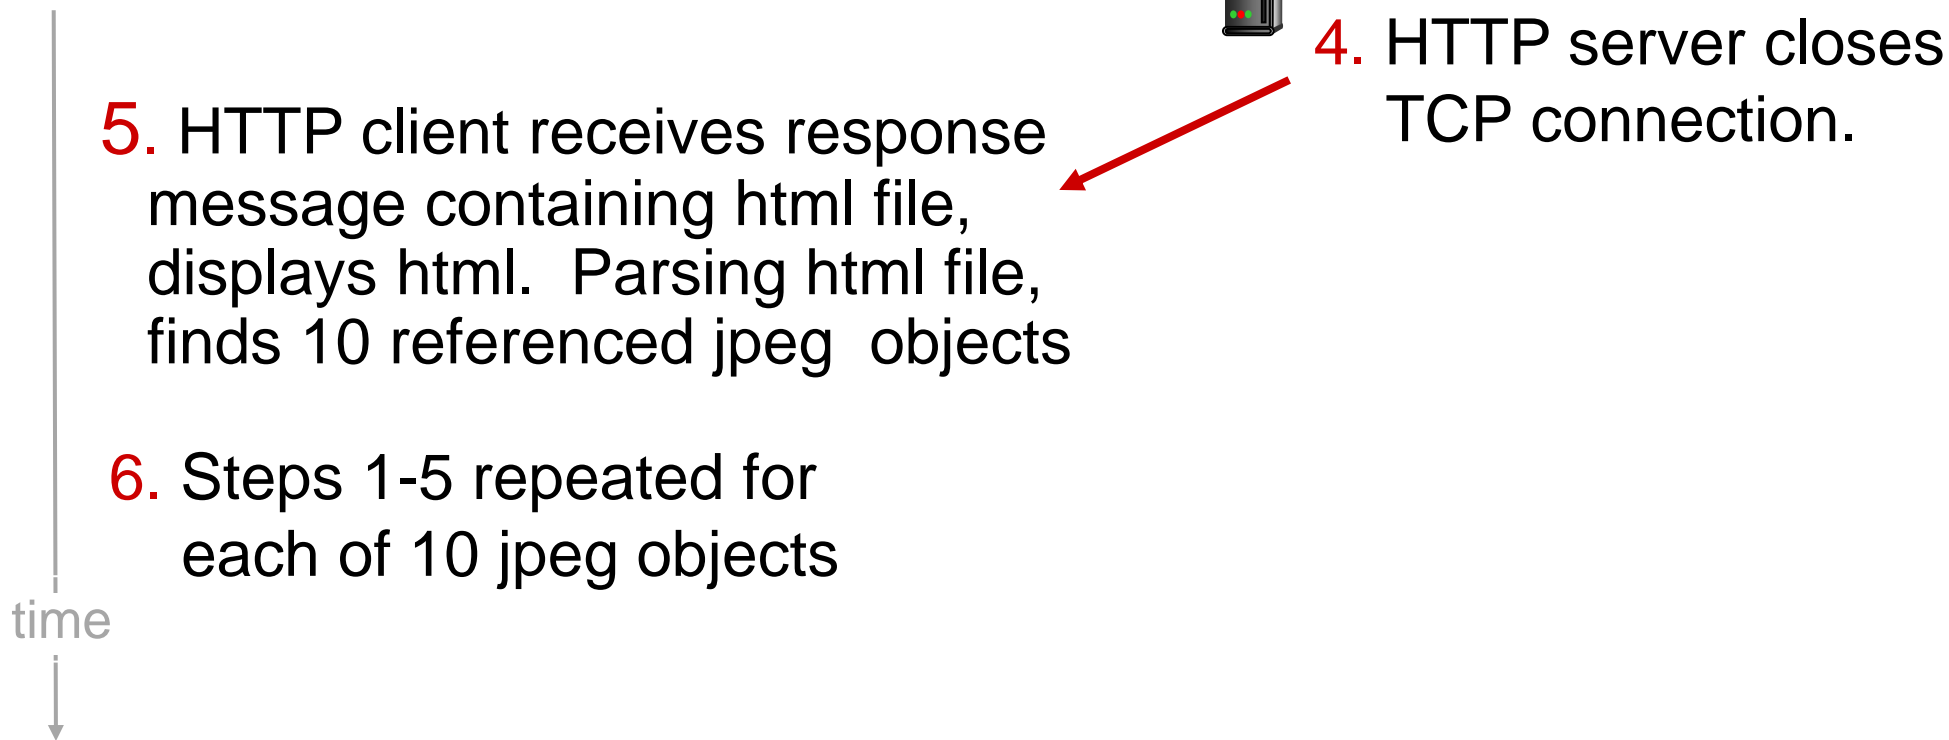 4. HTTP server closes
TCP connection.
5. HTTP client receives response
message containing html file,
displays html.  Parsing html file,
finds 10 referenced jpeg  objects
6. Steps 1-5 repeated for
each of 10 jpeg objects
time